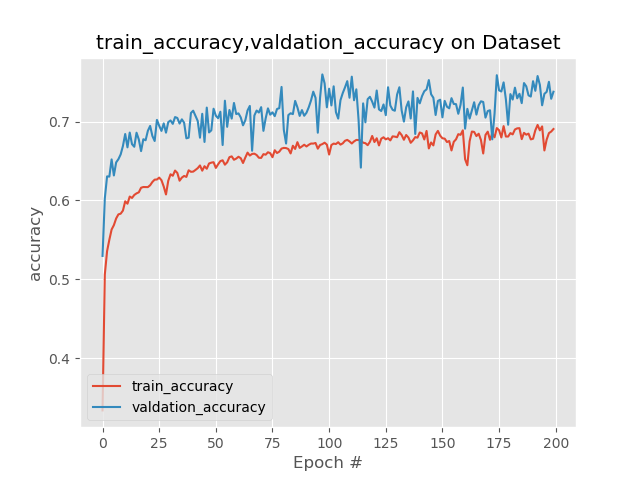 train_accuracy,valdation_accuracy on Dataset
accuracy
0.7
0.6
0.5
0.4
train_accuracy
valdation_accuracy
0 25 50 75 100 125 150 175 200
Epoch #